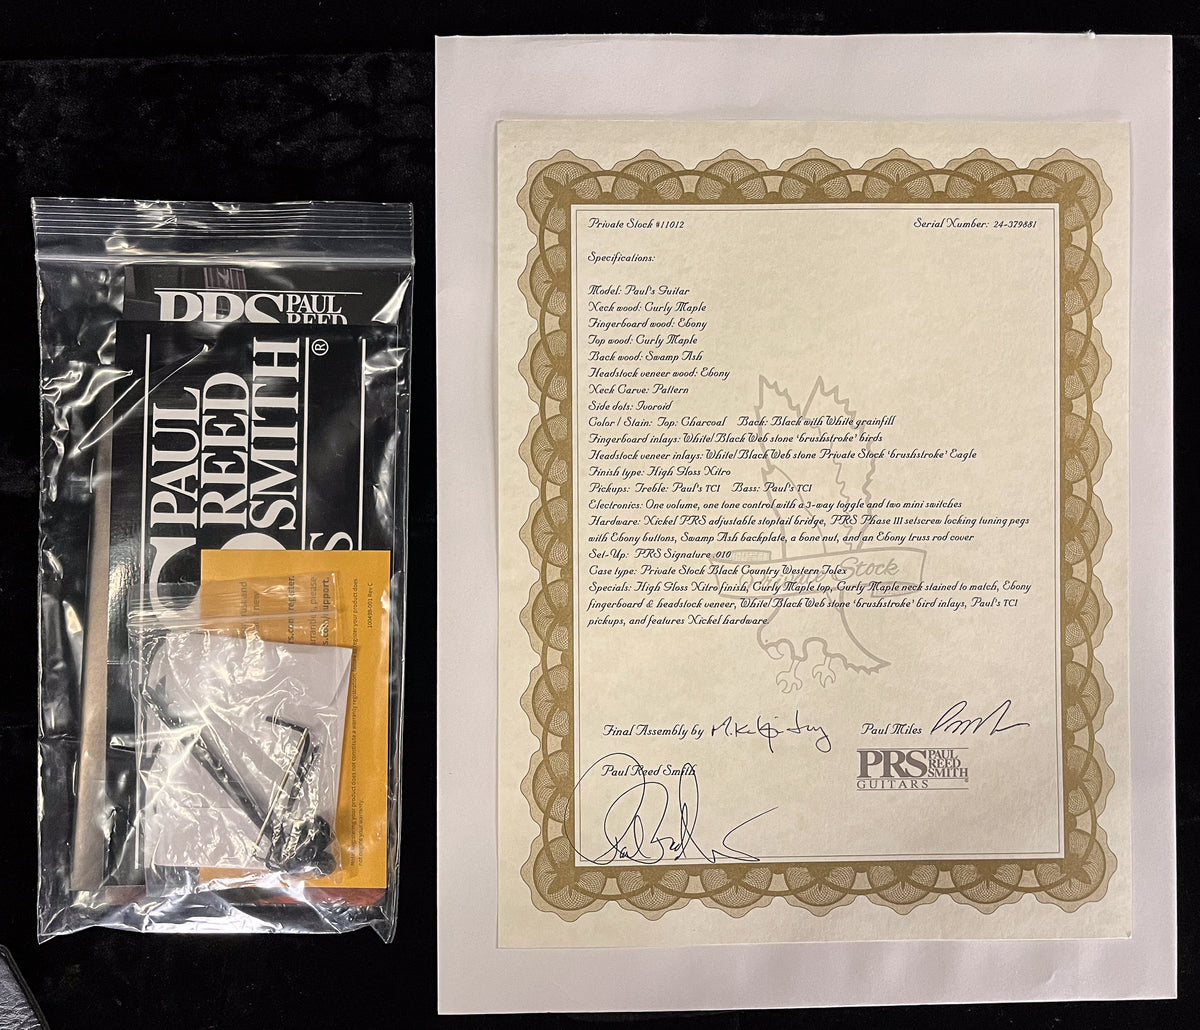 PRS PAUL
REED
PAUL
REED
SMITH ®
100498-061 Rev C
Private Stock #11012 Serial Number: 24-379881
Specifications:
Model: Paul's Guitar
Neck wood: Curly Maple
Fingerboard wood: Ebony
Top wood: Curly Maple
Back wood: Swamp Ash
Headstock veneer wood: Ebony
Neck Carve: Pattern
Side dots: Ivoroid
Color / Stain: Top: Charcoal Back: Black with White grainfill
Fingerboard inlays: White/ Black Web stone 'brushstroke' birds
Headstock veneer inlays: White/ Black Web stone Private Stock 'brushstroke' Eagle
Finish type: High Gloss Nitro
Pickups: Treble: Paul's TCI Bass: Paul's TCI
Electronics: One volume, one tone control with a 3-way toggle and two mini switches
Hardware: Nickel PRS adjustable stoptail bridge, PRS Phase III setscrew locking tuning pegs
with Ebony buttons, Swamp Ash backplate, a bone nut, and an Ebony truss rod cover
Set-Up: PRS Signature .010
Case type: Private Stock Black Country Western Tolex
Specials: High Gloss Nitro finish, Curly Maple top, Curly Maple neck stained to match, Ebony
fingerboard & headstock veneer, White/ Black Web stone 'brushstroke' bird inlays, Paul's TCI
pickups, and features Nickel hardware.
Private Stock
Final Assembly by Paul Miles
Paul Reed Smith
PRS PAUL
REED
SMITH
GUITARS